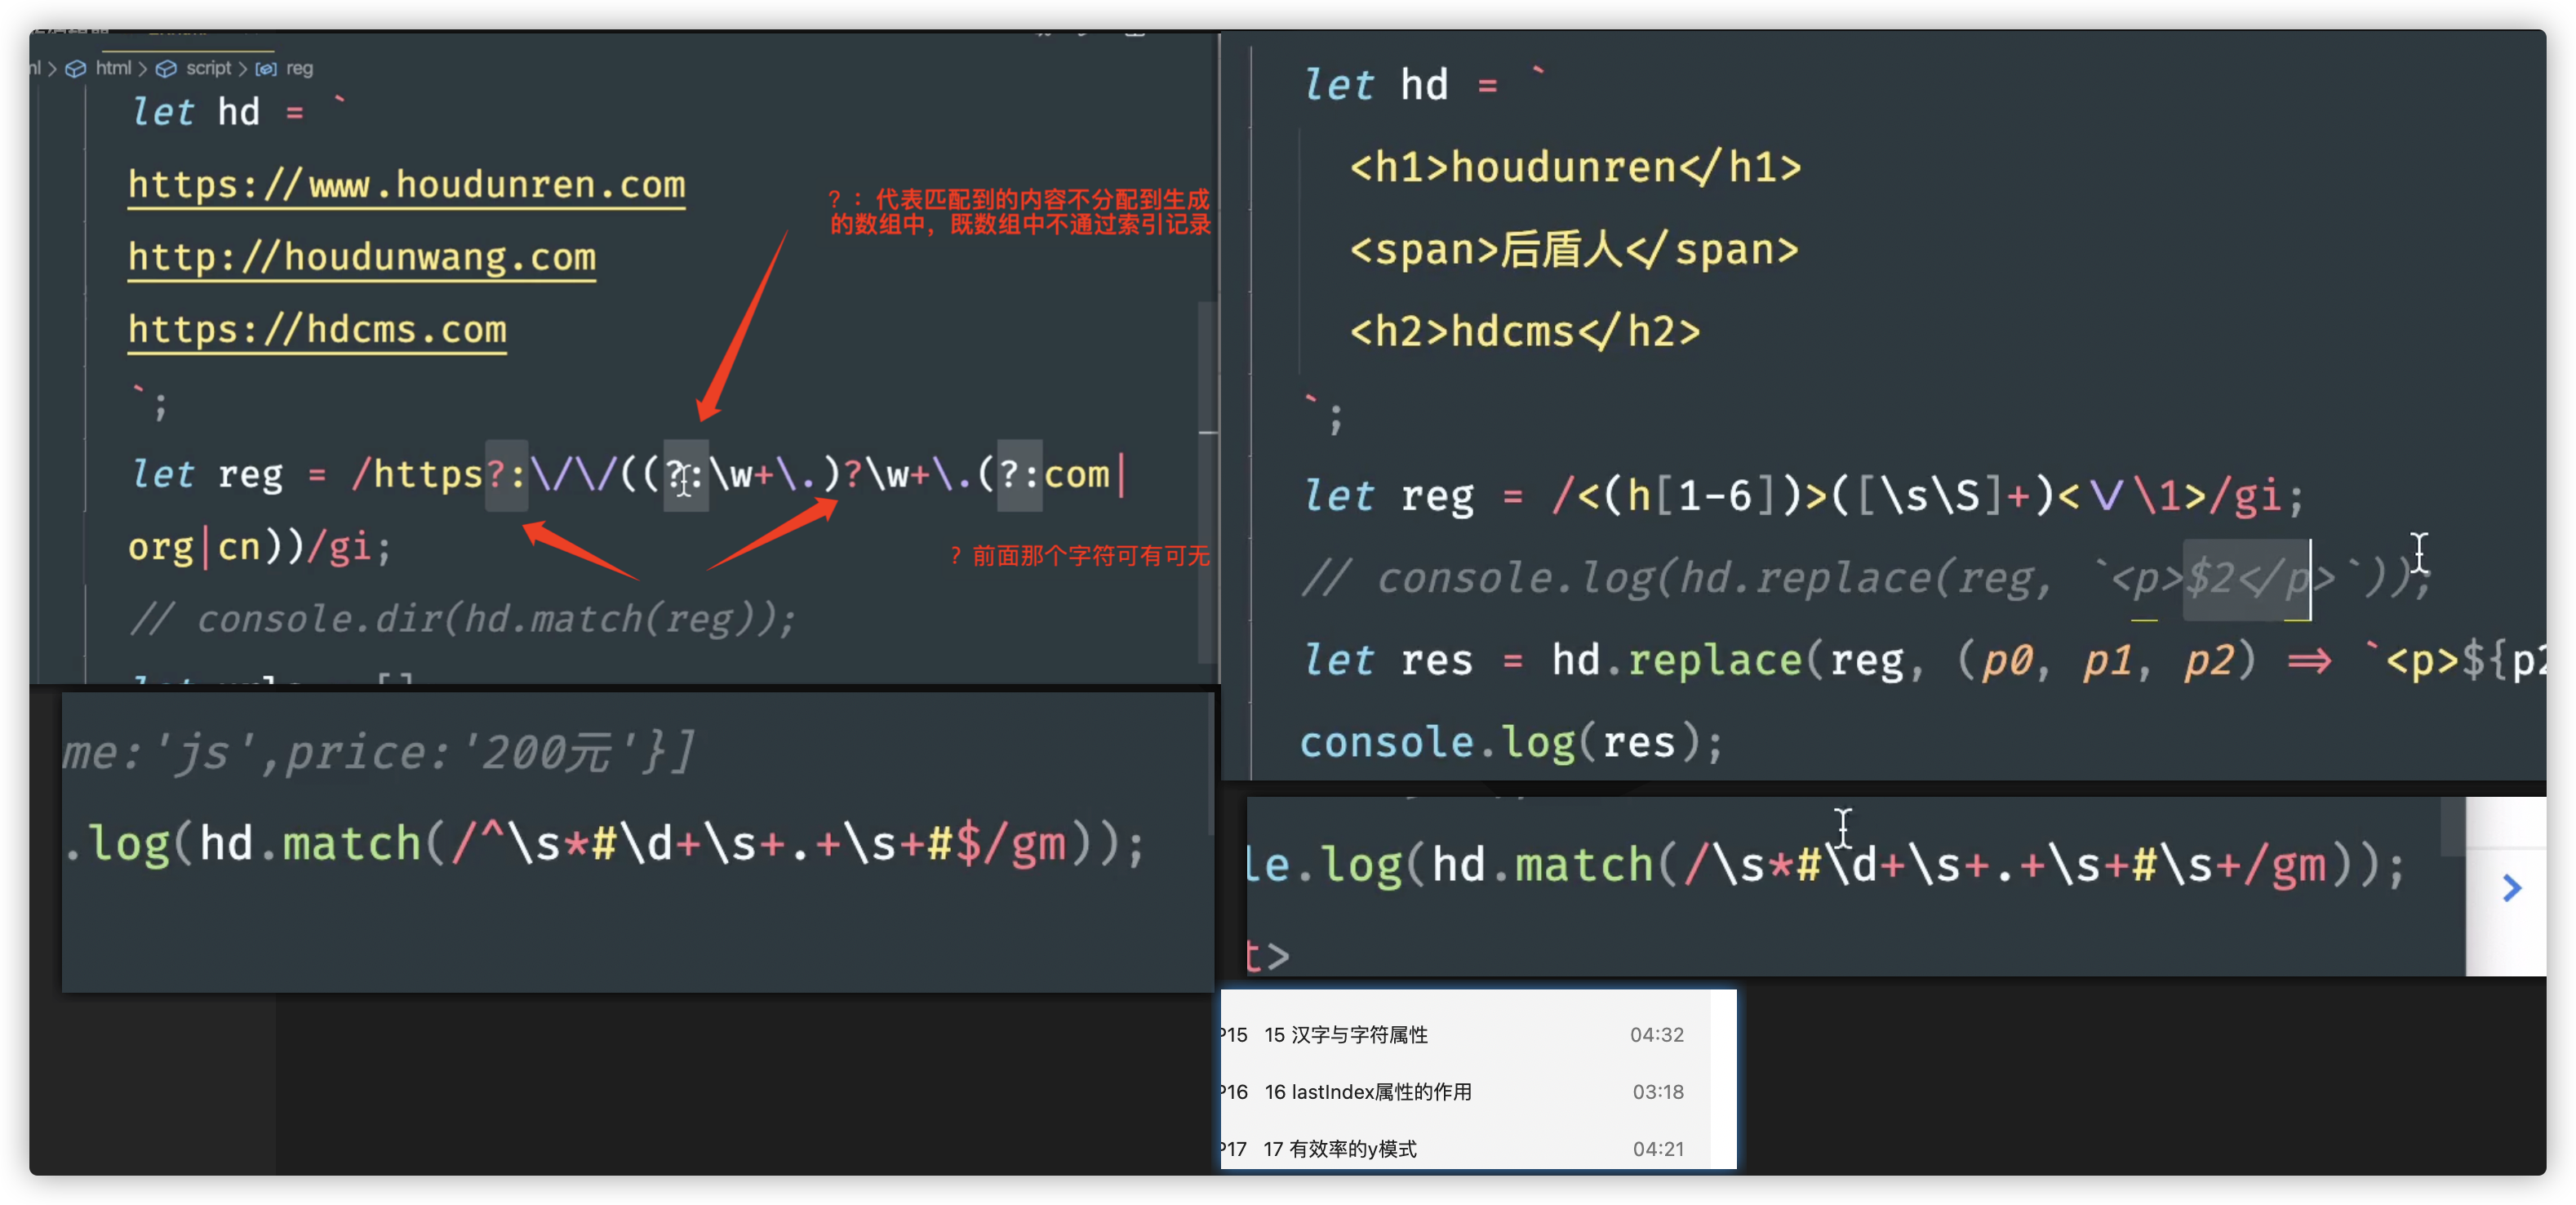 html > script > reg
let hd = `
https://www.houdunren.com
http://houdunwang.com
https://hdcms.com
`;
let reg = /https?:\/\/((?:\w+\.)?\w+\.(?:com|
org|cn))/gi;
// console.dir(hd.match(reg));
?：代表匹配到的内容不分配到生成
的数组中，既数组中不通过索引记录
? 前面那个字符可有可无
let hd = `
<h1>houdunren</h1>
<span>后盾人</span>
<h2>hdcms</h2>
`;
let reg = /<(h[1-6])>([\s\S]+)<\/\1>/gi;
// console.log(hd.replace(reg, `<p>$2</p>`));
let res = hd.replace(reg, (p0, p1, p2) => `<p>${p2
console.log(res);
me:'js',price:'200元'}]
.log(hd.match(/^\s*#\d+\s+.+\s+#$/gm));
le.log(hd.match(/\s*#\d+\s+.+\s+#\s+/gm));
t>
P15 15 汉字与字符属性 04:32
P16 16 lastIndex属性的作用 03:18
P17 17 有效率的y模式 04:21